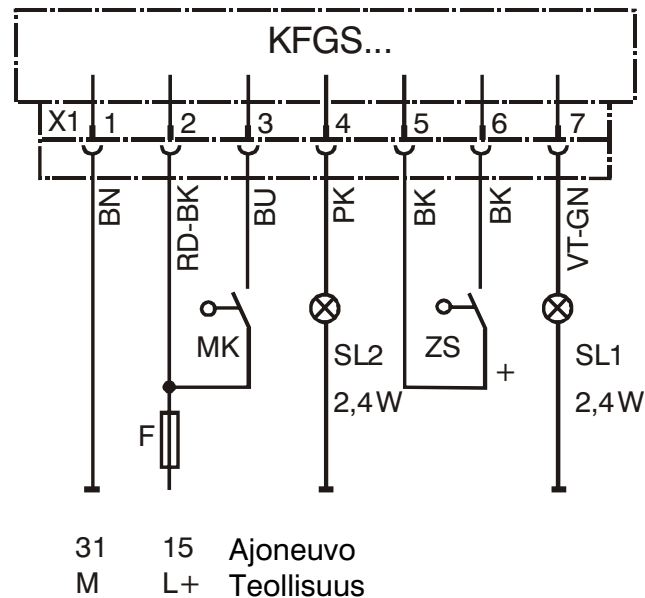 KFGS...
X1 1 2 3 4 5 6 7
BN RD-BK BU PK BK BK VT-GN
MK SL2 ZS SL1
+
2,4W 2,4W
F
31 15 Ajoneuvo
M L+ Teollisuus